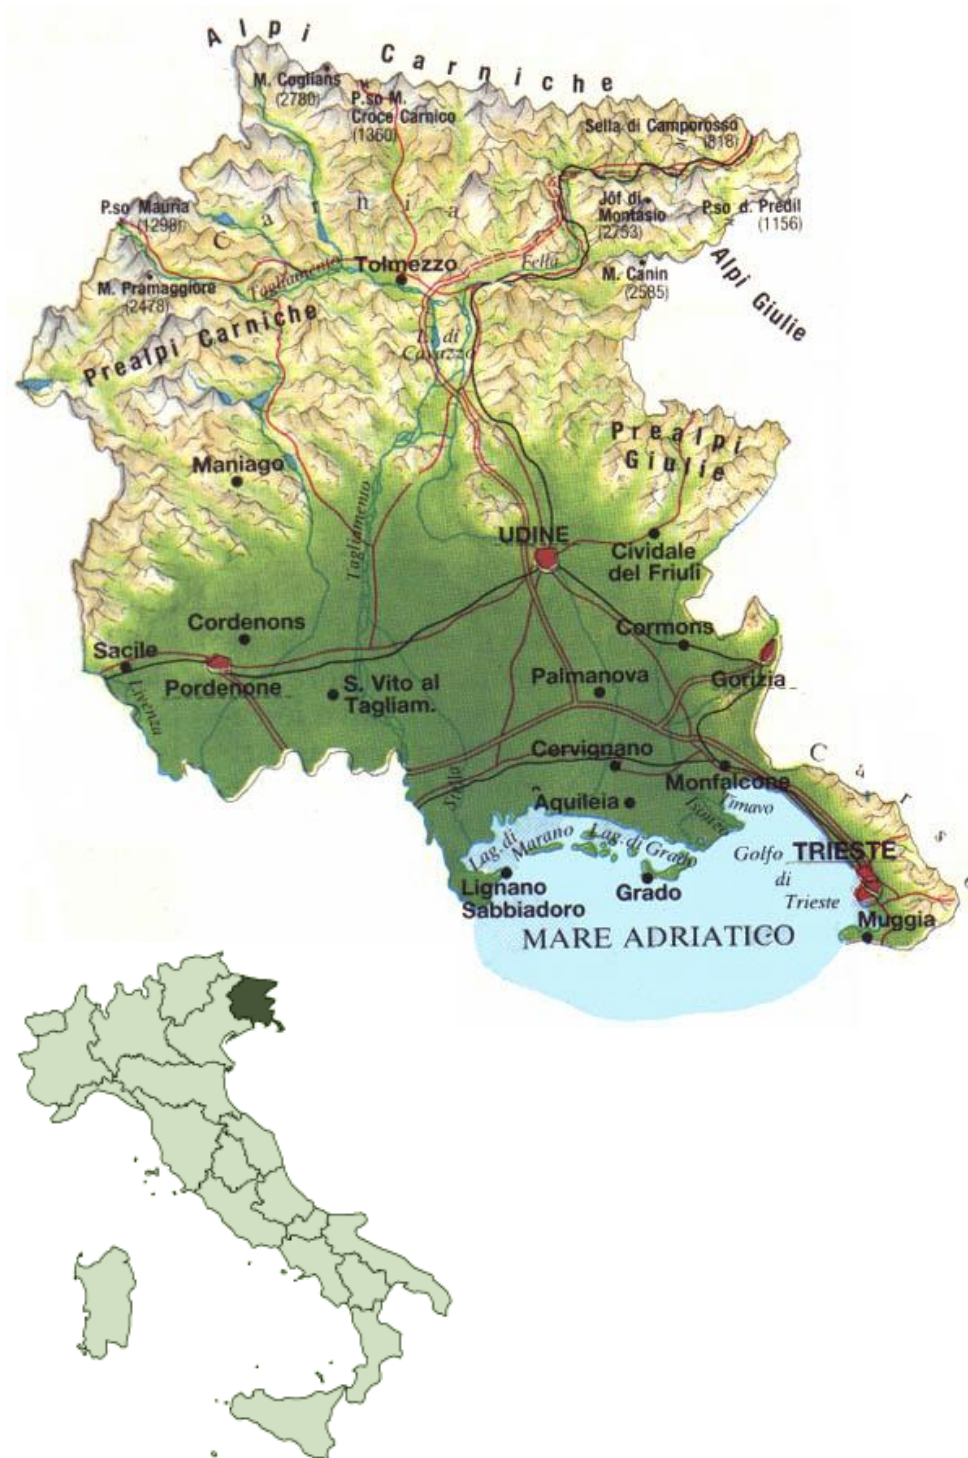 Alpi Carniche
M. Coglians
(2780)
P.so M.
Croce Carnico
(1360)
Sella di Camporosso
(818)
P.so Mauria
(1298)
Carnia
Jôf di
Montasio
(2753)
P.so d. Predil
(1156)
Tolmezzo
Fella
Tagliamento
M. Canin
(2585)
Alpi Giulie
M. Pramaggiore
(2478)
Prealpi Carniche
L. di
Cavazzo
Prealpi
Giulie
Maniago
Tagliamento
UDINE
Cividale
del Friuli
Cordenons
Cormons
Sacile
Pordenone
Livenza
S. Vito al
Tagliam.
Palmanova
Gorizia
Cervignano
Monfalcone
Carso
Stella
Aquileia
Isonzo
Timavo
Lag. di
Marano
Lag. di Grado
Golfo
di
Trieste
TRIESTE
Lignano
Sabbiadoro
Grado
Muggia
MARE ADRIATICO